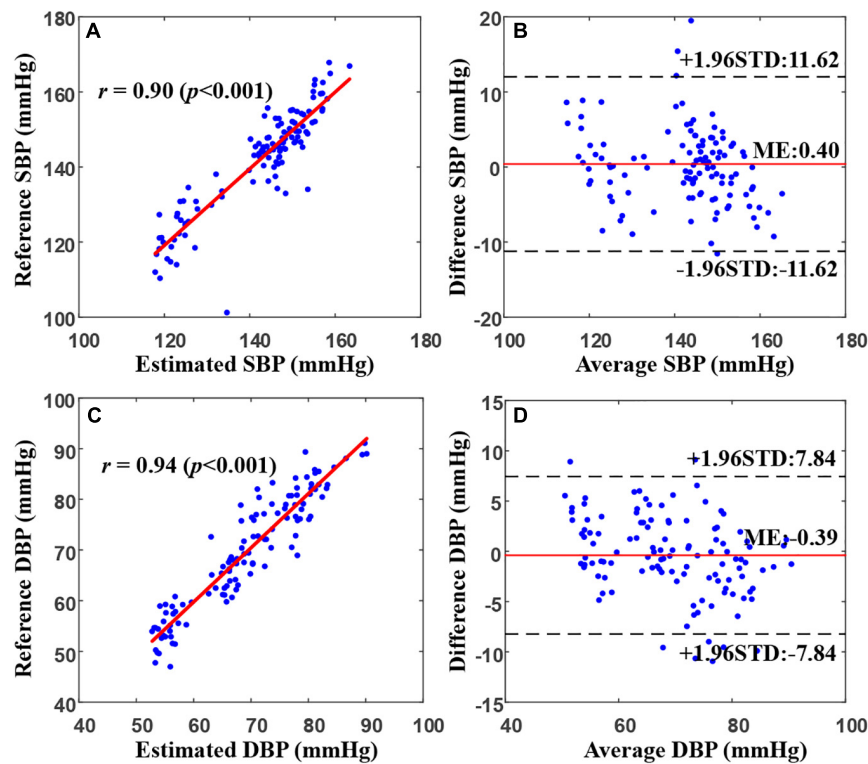 A
r = 0.90 (p<0.001)
Reference SBP (mmHg)
180
160
140
120
100
100 120 140 160 180
Estimated SBP (mmHg)
B
+1.96STD:11.62
ME:0.40
-1.96STD:-11.62
Difference SBP (mmHg)
20
10
0
-10
-20
100 120 140 160 180
Average SBP (mmHg)
C
r = 0.94 (p<0.001)
Reference DBP (mmHg)
100
90
80
70
60
50
40
40 50 60 70 80 90 100
Estimated DBP (mmHg)
D
+1.96STD:7.84
ME:-0.39
+1.96STD:-7.84
Difference DBP (mmHg)
15
10
5
0
-5
-10
-15
40 60 80 100
Average DBP (mmHg)